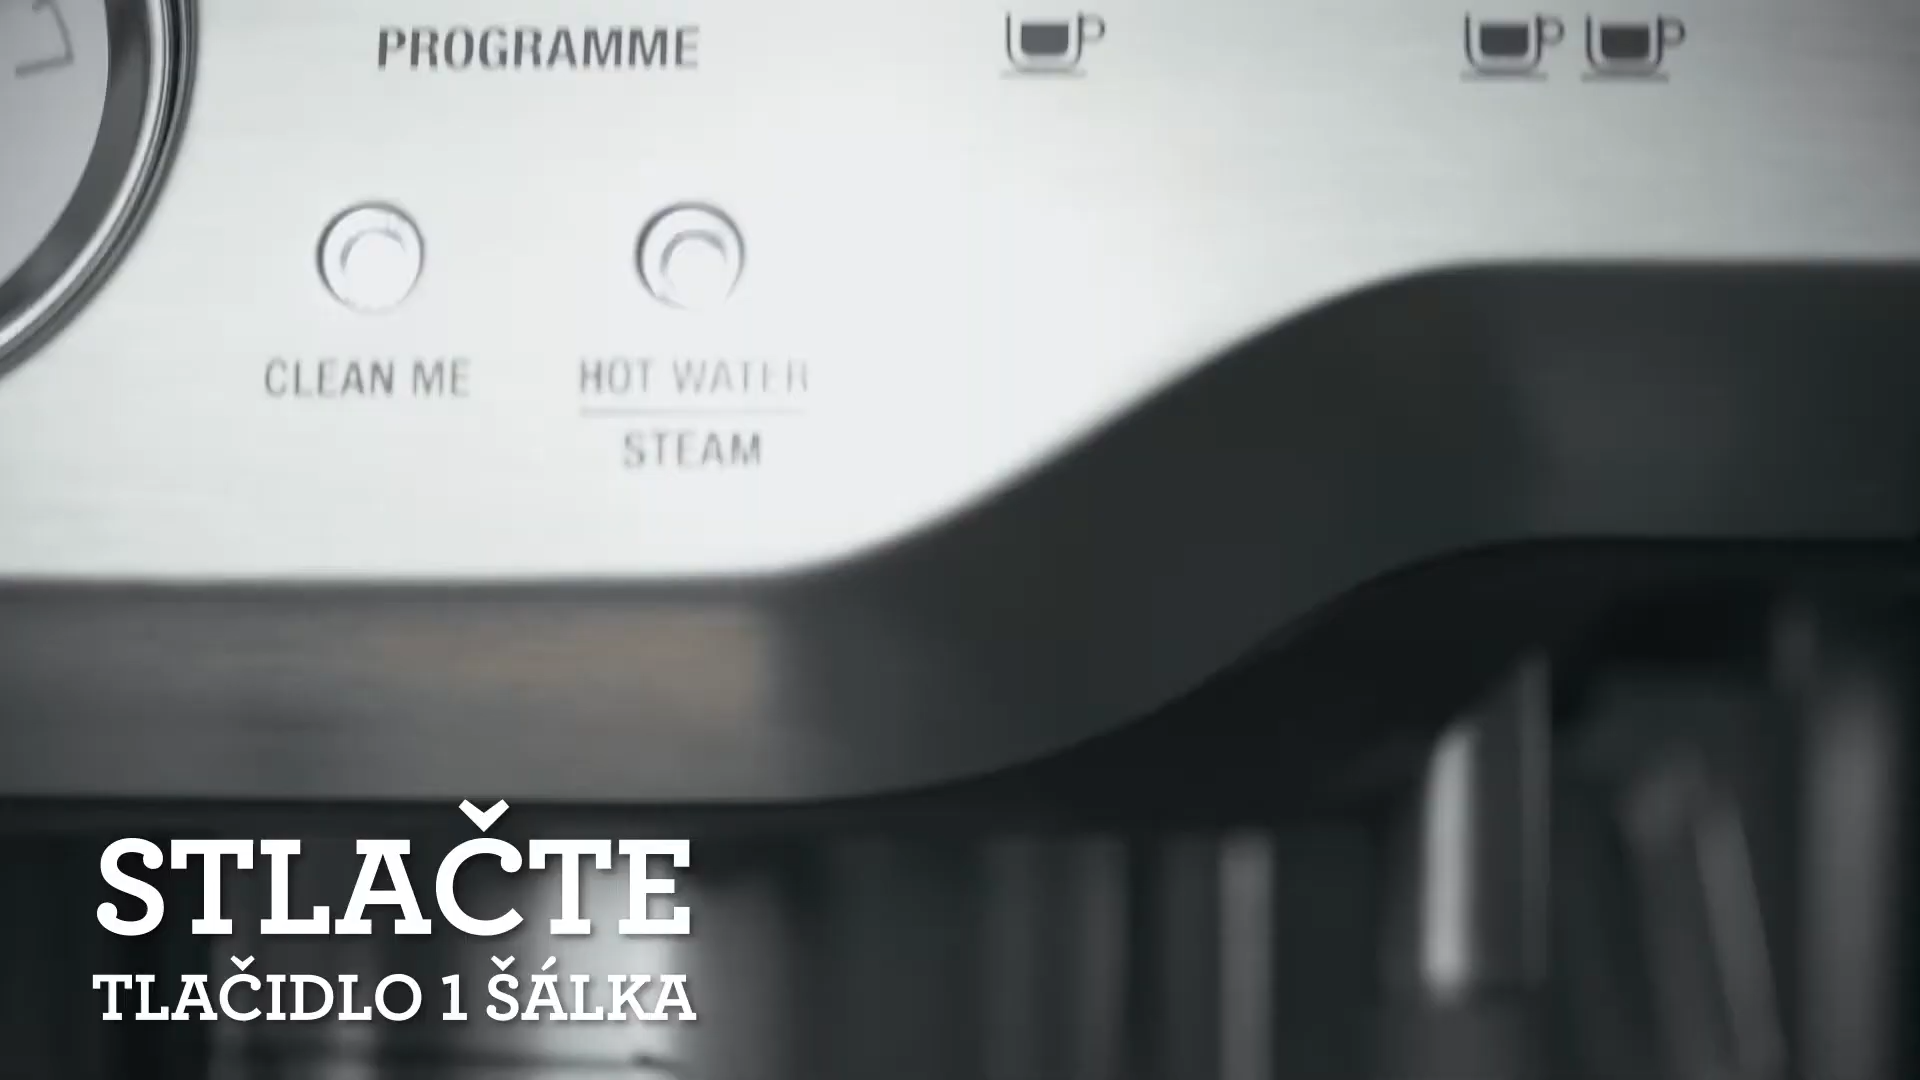 PROGRAMME
CLEAN ME
HOT WATER
STEAM
STLAČTE
TLAČIDLO 1 ŠÁLKA